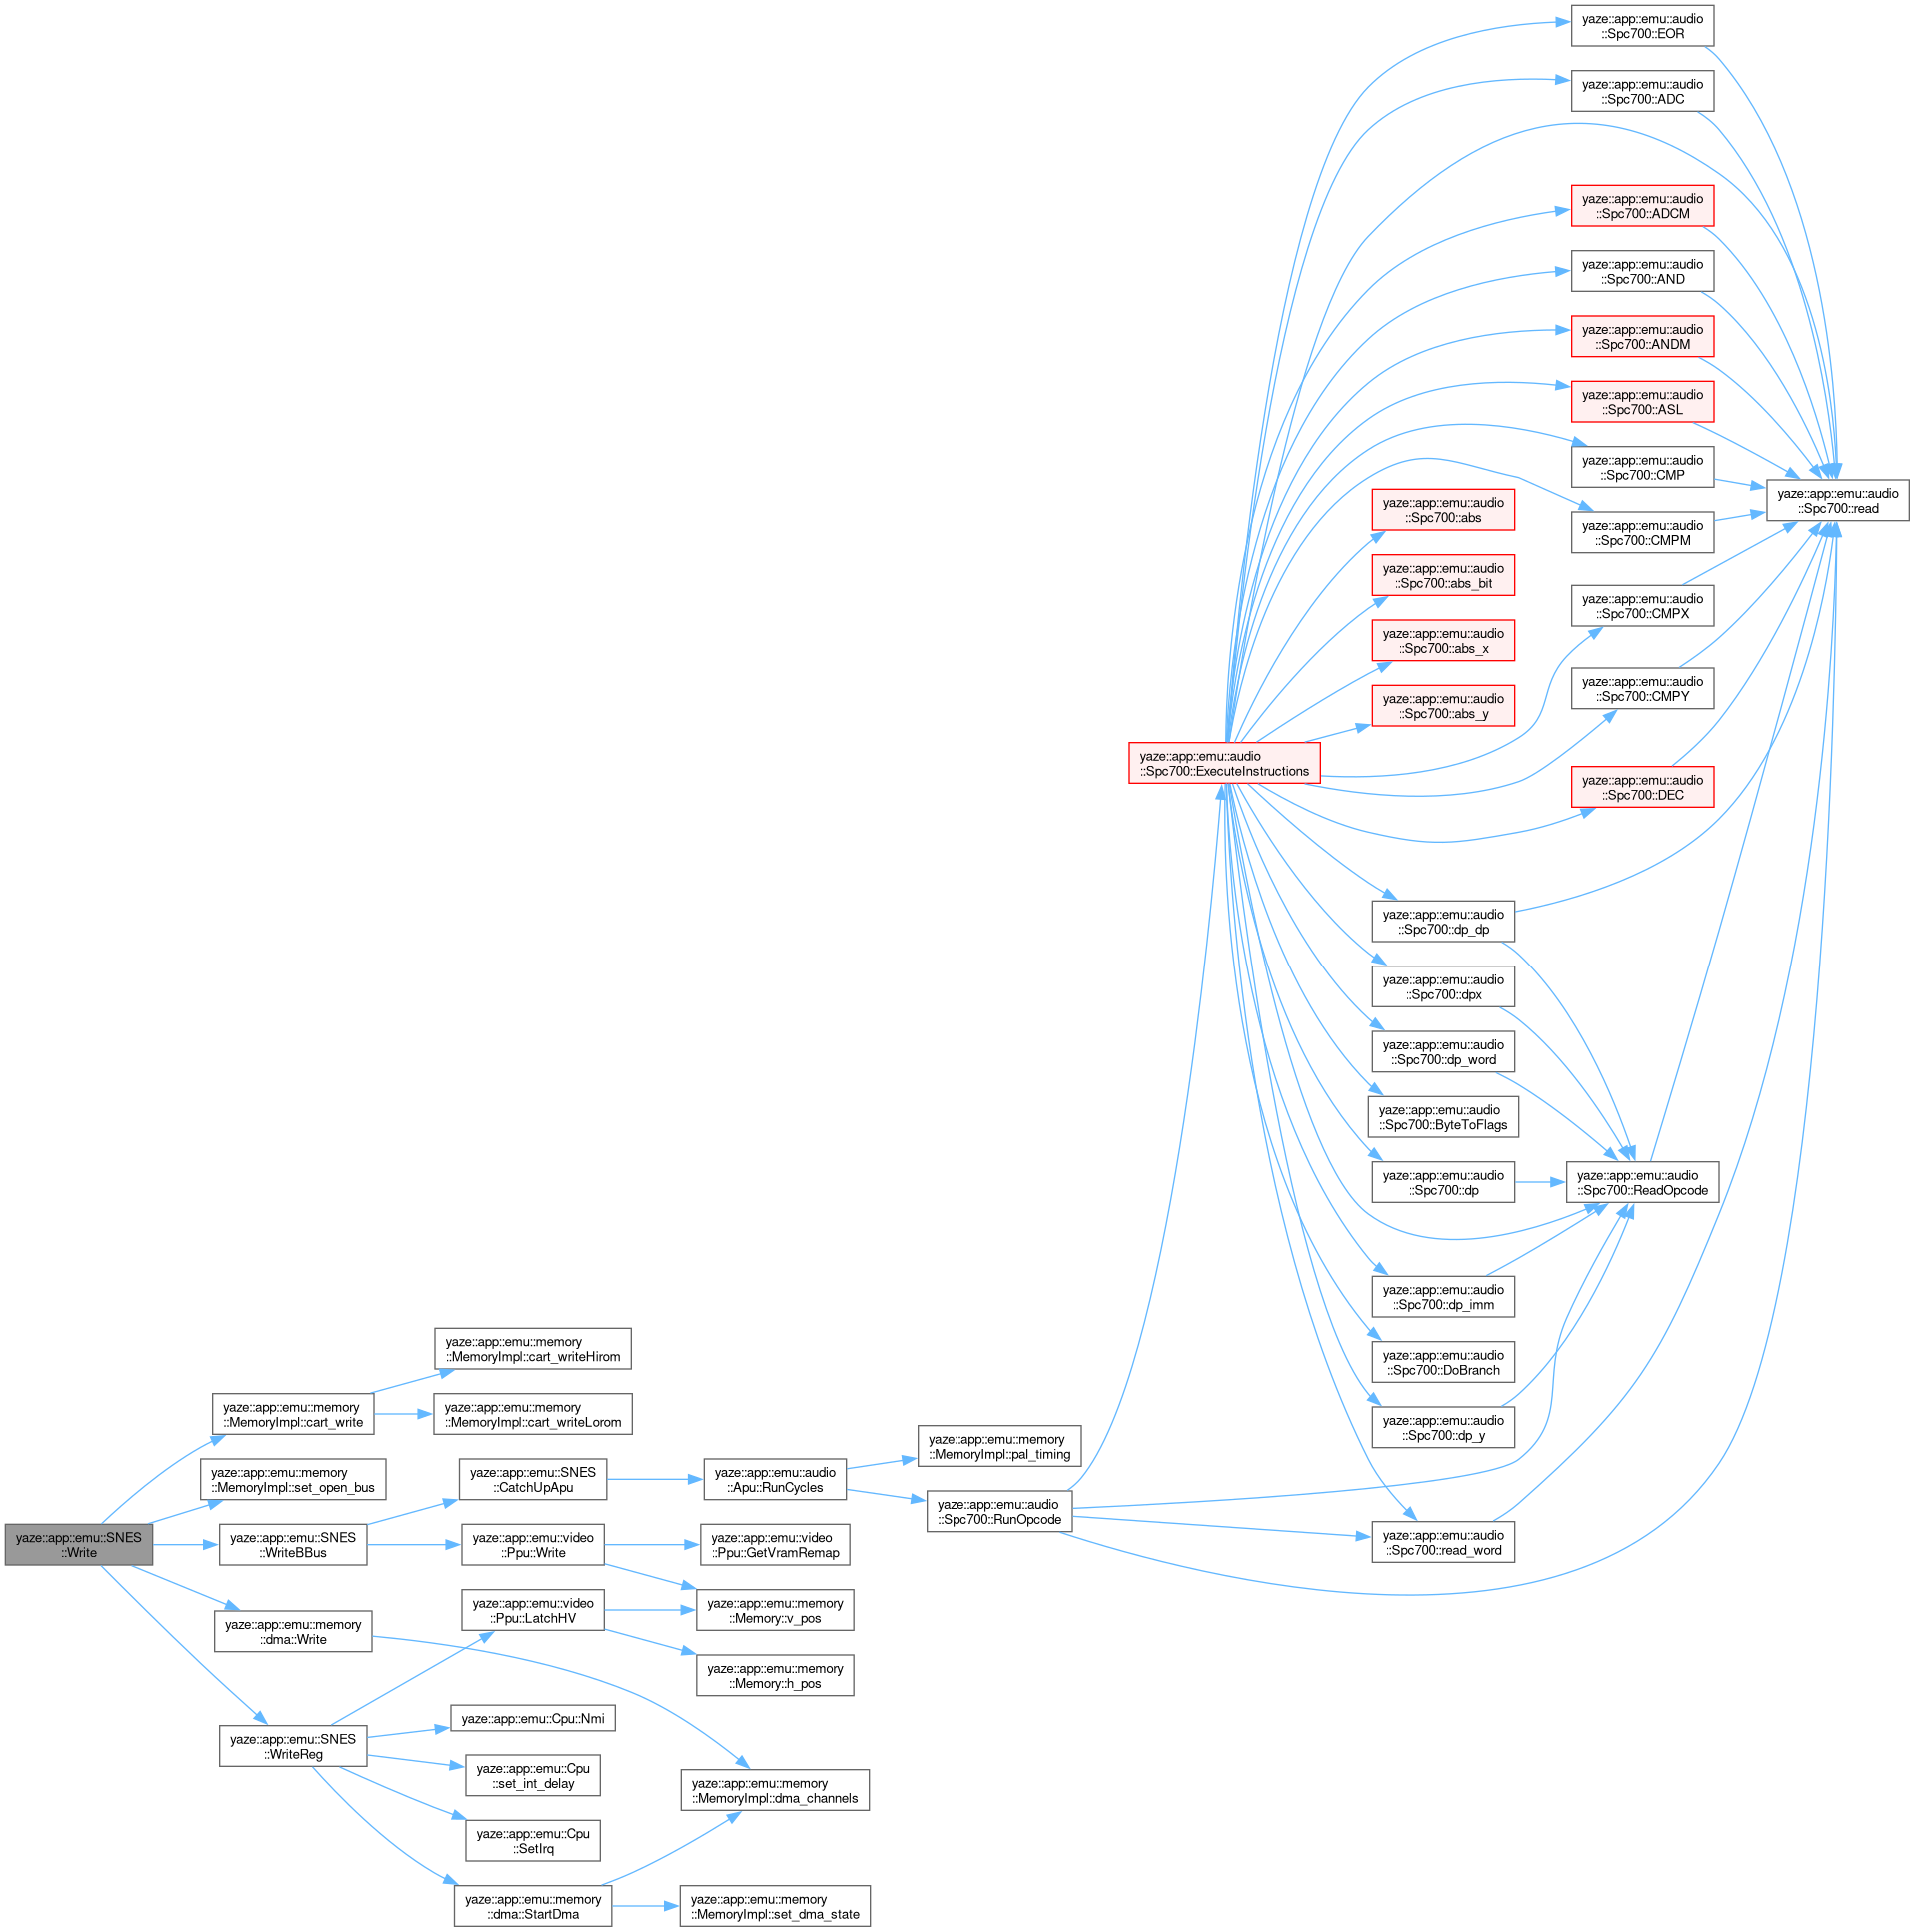 yaze::app::emu::SNES
::Write
yaze::app::emu::memory
::MemoryImpl::cart_write
yaze::app::emu::memory
::MemoryImpl::set_open_bus
yaze::app::emu::SNES
::WriteBBus
yaze::app::emu::memory
::dma::Write
yaze::app::emu::SNES
::WriteReg
yaze::app::emu::memory
::MemoryImpl::cart_writeHirom
yaze::app::emu::memory
::MemoryImpl::cart_writeLorom
yaze::app::emu::SNES
::CatchUpApu
yaze::app::emu::video
::Ppu::Write
yaze::app::emu::video
::Ppu::LatchHV
yaze::app::emu::Cpu::Nmi
yaze::app::emu::Cpu
::set_int_delay
yaze::app::emu::Cpu
::SetIrq
yaze::app::emu::memory
::dma::StartDma
yaze::app::emu::audio
::Apu::RunCycles
yaze::app::emu::video
::Ppu::GetVramRemap
yaze::app::emu::memory
::Memory::v_pos
yaze::app::emu::memory
::Memory::h_pos
yaze::app::emu::memory
::MemoryImpl::dma_channels
yaze::app::emu::memory
::MemoryImpl::set_dma_state
yaze::app::emu::memory
::MemoryImpl::pal_timing
yaze::app::emu::audio
::Spc700::RunOpcode
yaze::app::emu::audio
::Spc700::ExecuteInstructions
yaze::app::emu::audio
::Spc700::abs
yaze::app::emu::audio
::Spc700::abs_bit
yaze::app::emu::audio
::Spc700::abs_x
yaze::app::emu::audio
::Spc700::abs_y
yaze::app::emu::audio
::Spc700::dp_dp
yaze::app::emu::audio
::Spc700::dpx
yaze::app::emu::audio
::Spc700::dp_word
yaze::app::emu::audio
::Spc700::ByteToFlags
yaze::app::emu::audio
::Spc700::dp
yaze::app::emu::audio
::Spc700::dp_imm
yaze::app::emu::audio
::Spc700::DoBranch
yaze::app::emu::audio
::Spc700::dp_y
yaze::app::emu::audio
::Spc700::read_word
yaze::app::emu::audio
::Spc700::EOR
yaze::app::emu::audio
::Spc700::ADC
yaze::app::emu::audio
::Spc700::ADCM
yaze::app::emu::audio
::Spc700::AND
yaze::app::emu::audio
::Spc700::ANDM
yaze::app::emu::audio
::Spc700::ASL
yaze::app::emu::audio
::Spc700::CMP
yaze::app::emu::audio
::Spc700::CMPM
yaze::app::emu::audio
::Spc700::CMPX
yaze::app::emu::audio
::Spc700::CMPY
yaze::app::emu::audio
::Spc700::DEC
yaze::app::emu::audio
::Spc700::ReadOpcode
yaze::app::emu::audio
::Spc700::read